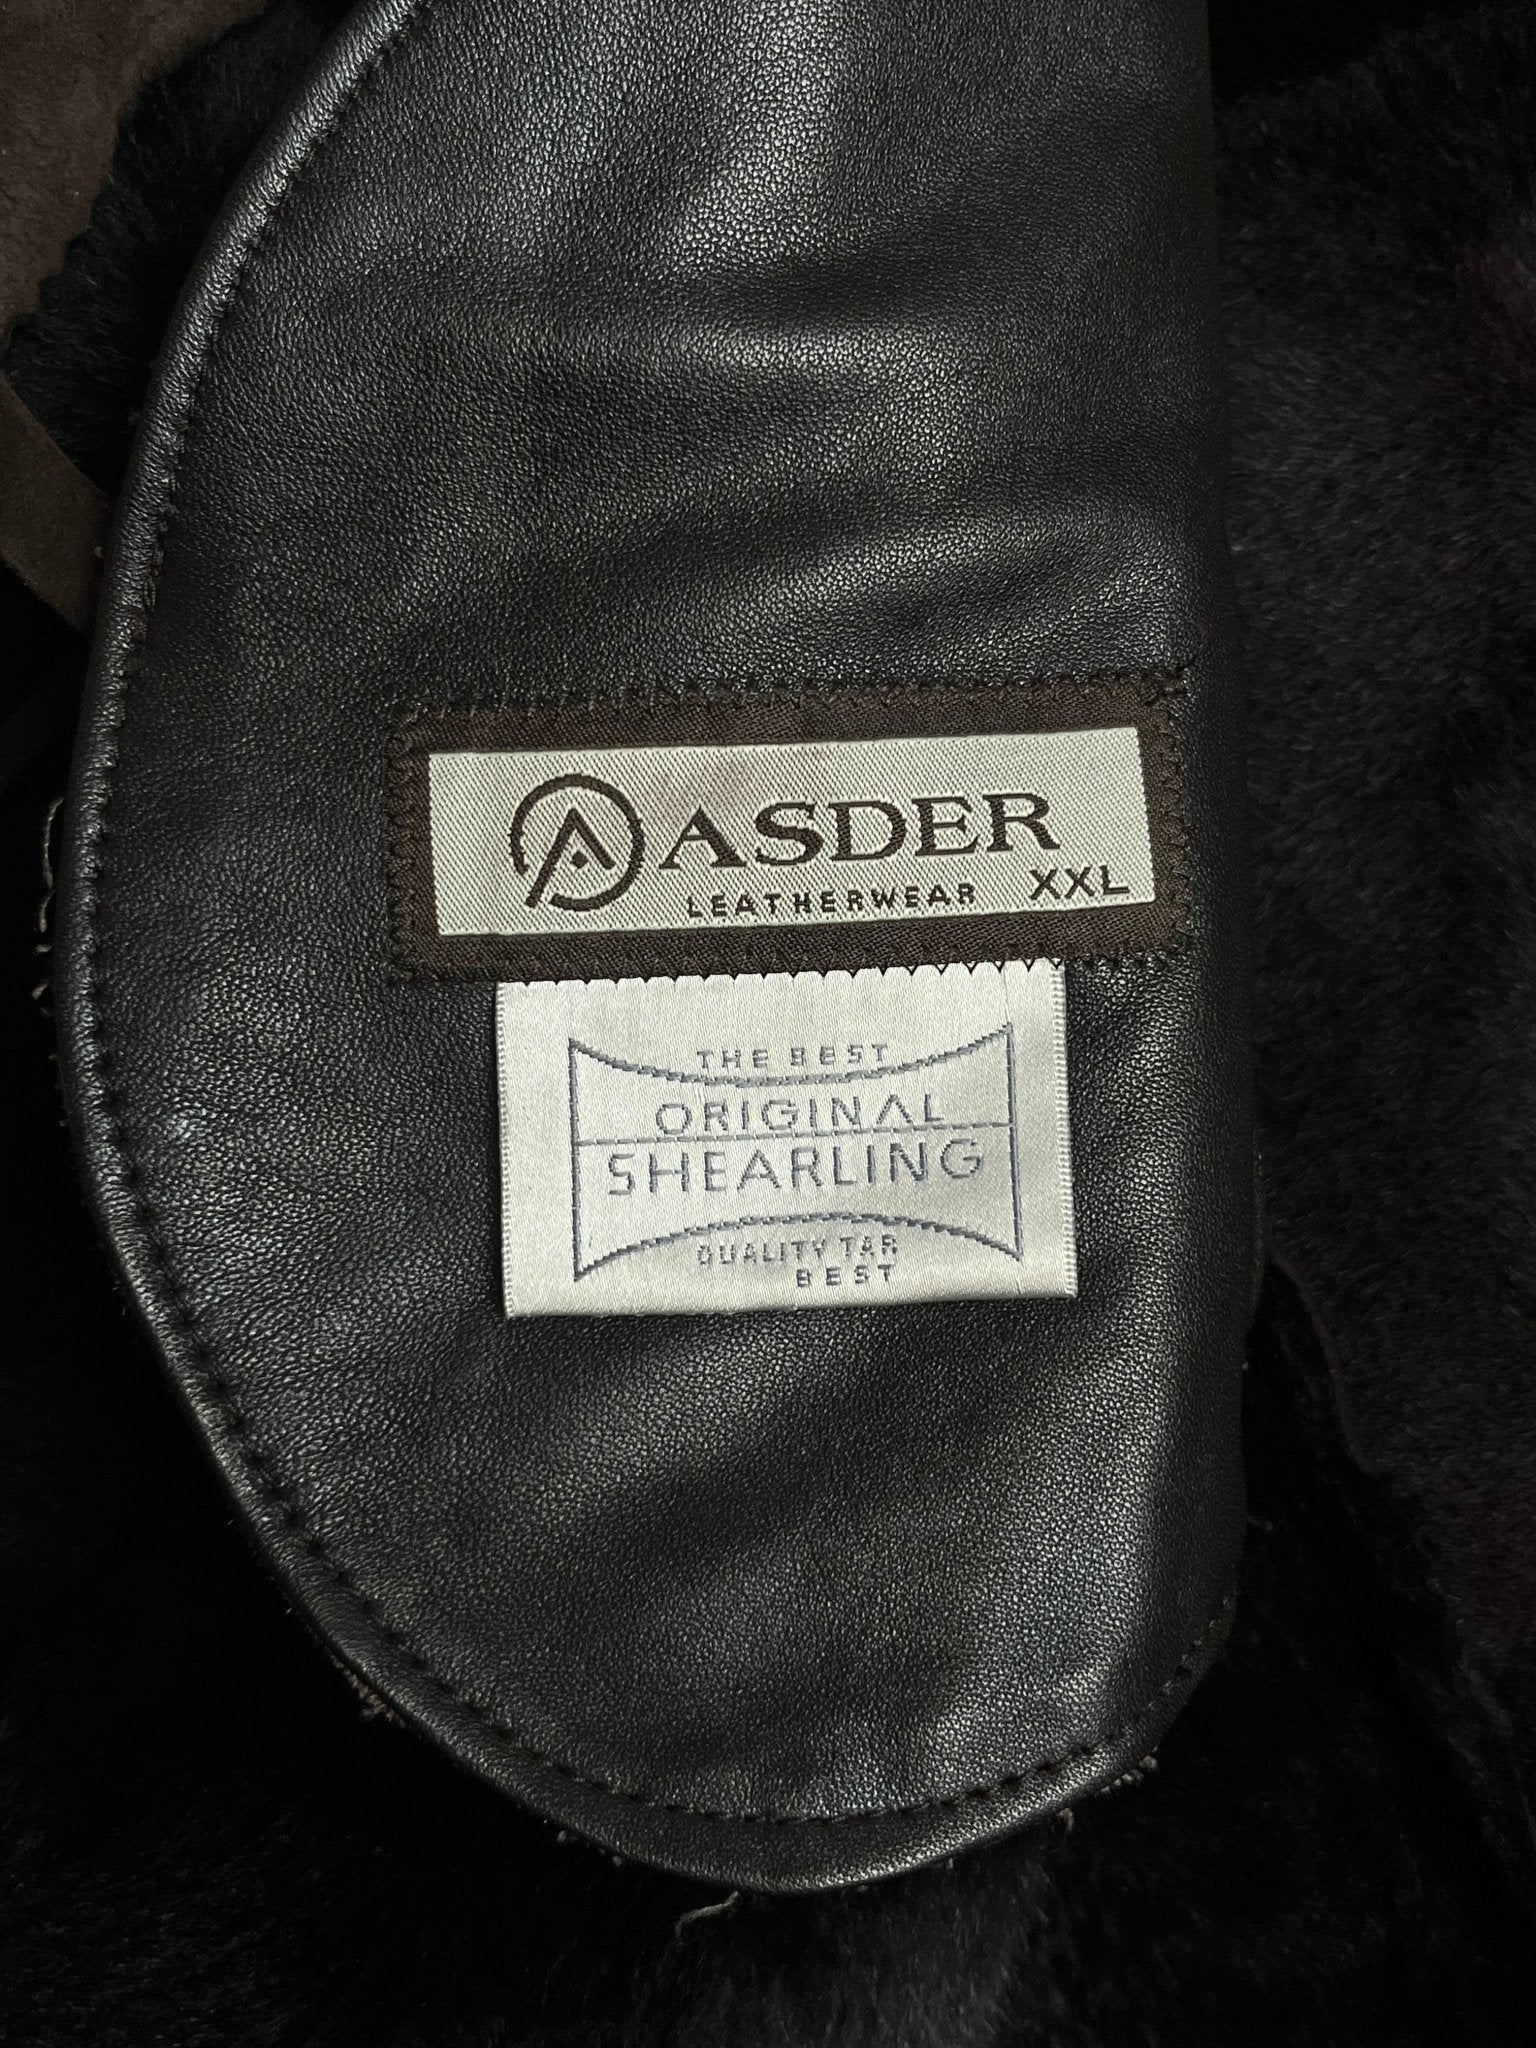 ASDER
LEATHERWEAR XXL
THE BEST
ORIGINAL
SHEARLING
QUALITY TAR
BEST